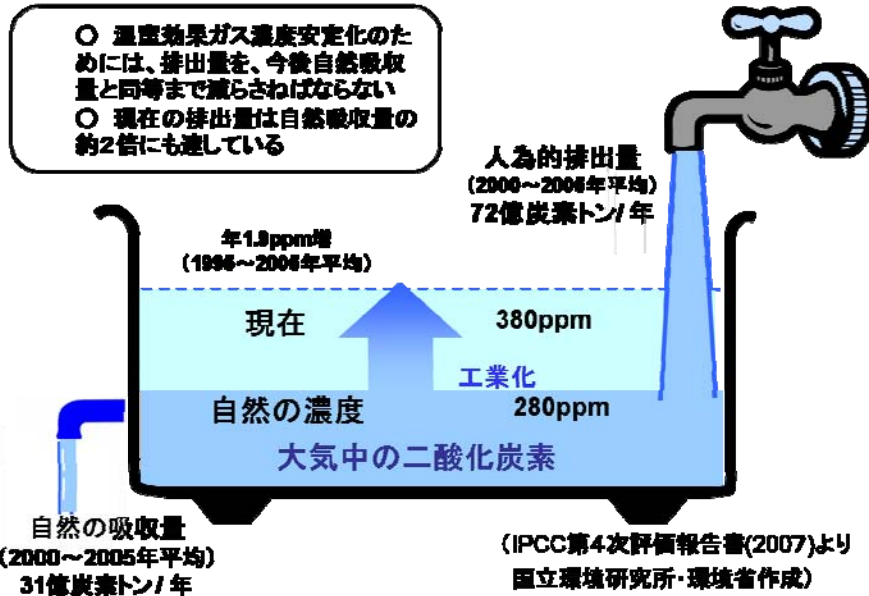 ○ 温室効果ガス濃度安定化のた
めには、排出量を、今後自然吸収
量と同等まで減らさねばならない
○ 現在の排出量は自然吸収量の
約2倍にも達している
人為的排出量
(2000～2005年平均)
72億炭素トン/年
年1.9ppm増
(1995～2005年平均)
現在 380ppm
工業化
自然の濃度 280ppm
大気中の二酸化炭素
自然の吸収量
(2000～2005年平均)
31億炭素トン/年
(IPCC第4次評価報告書(2007)より
国立環境研究所・環境省作成)